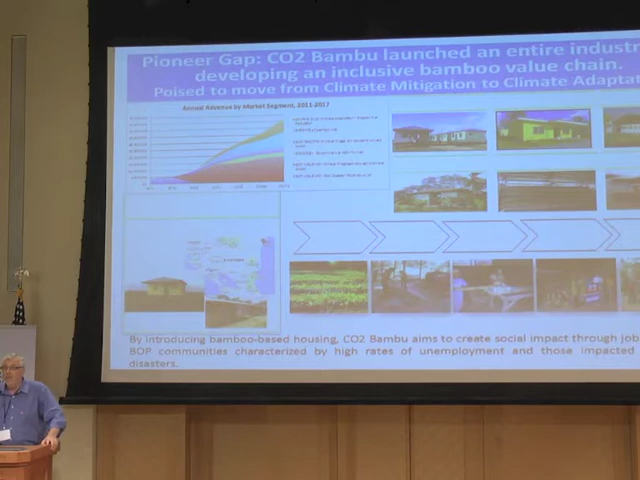 Pioneer Gap: CO2 Bambu launched an entire industr
developing an inclusive bamboo value chain.
Poised to move from Climate Mitigation to Climate Adaptat
Annual Revenue by Market Segment, 2011-2017
By introducing bamboo-based housing, CO2 Bambu aims to create social impact through job
BOP communities characterized by high rates of unemployment and those impacted
disasters.